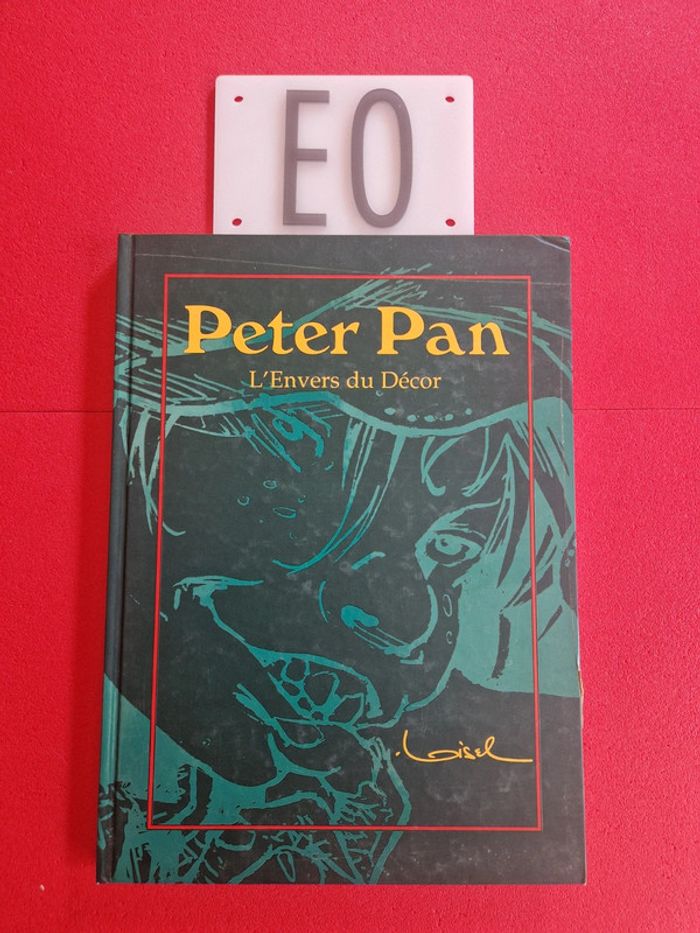 EO
Peter Pan
L'Envers du Décor
Loisel